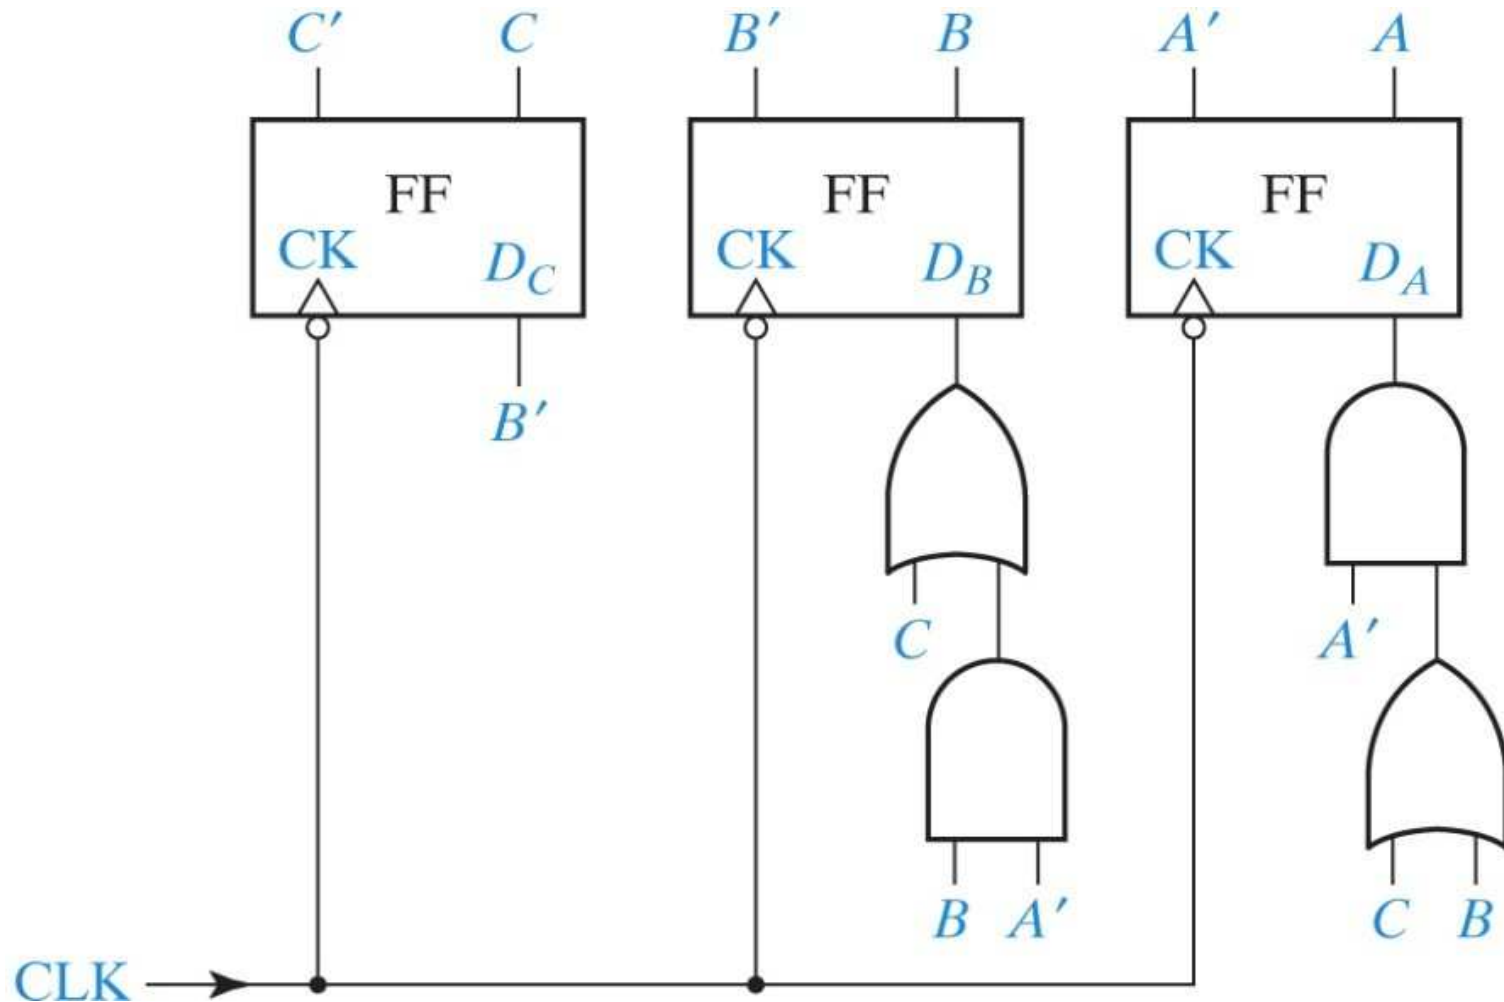 C′ C B′ B A′ A
FF FF FF
CK D_C CK D_B CK D_A
B′
C A′
B A′ C B
CLK